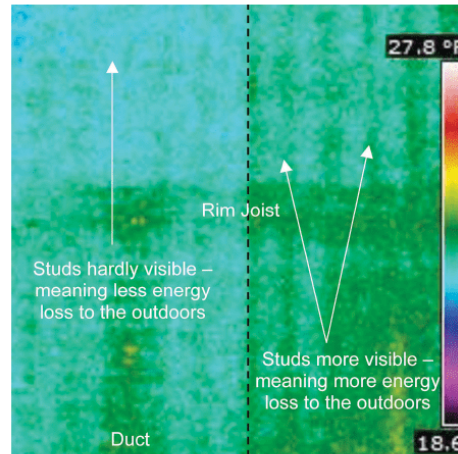 27.8 °F
Rim Joist
Studs hardly visible –
meaning less energy
loss to the outdoors
Studs more visible –
meaning more energy
loss to the outdoors
Duct
18.6